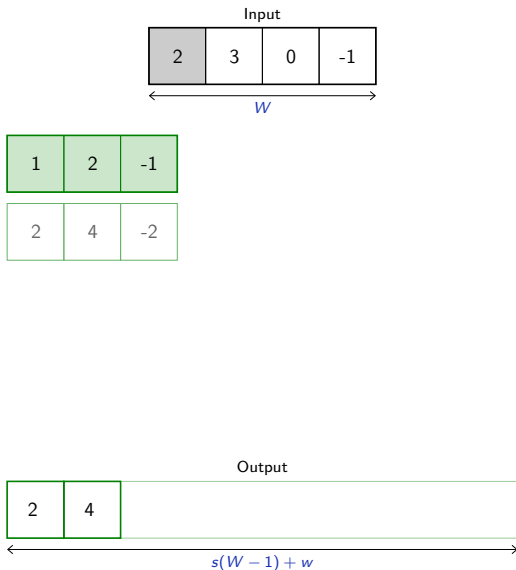 Input
2 3 0 -1
W
1 2 -1
2 4 -2
Output
2 4
s(W − 1) + w